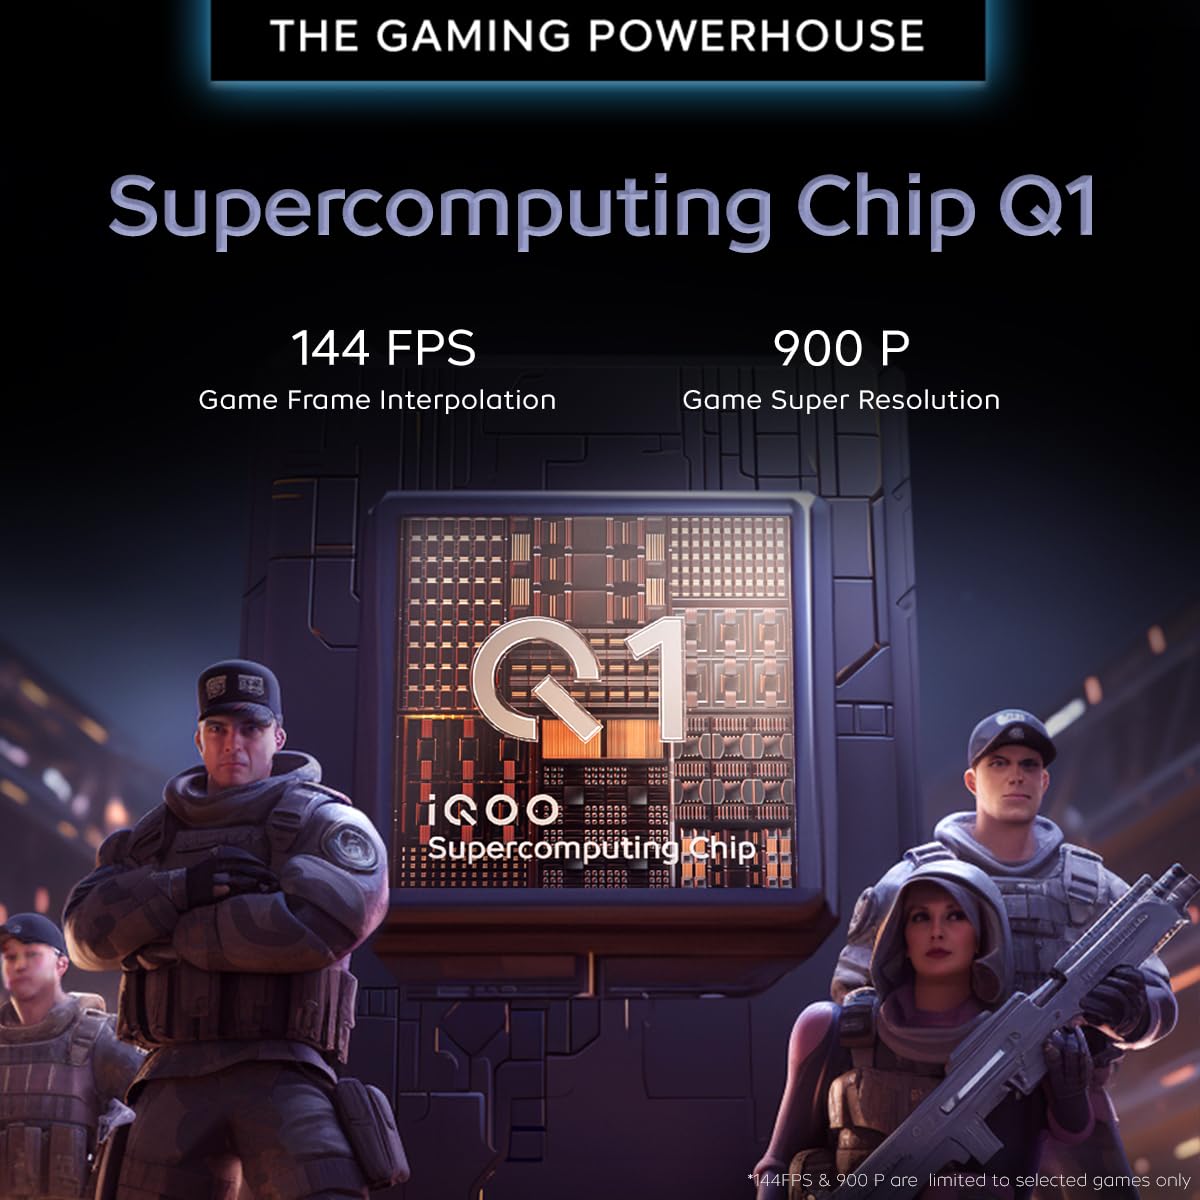 THE GAMING POWERHOUSE
Supercomputing Chip Q1
144 FPS
Game Frame Interpolation
900 P
Game Super Resolution
Q1
iQOO
Supercomputing Chip
*144FPS & 900 P are limited to selected games only